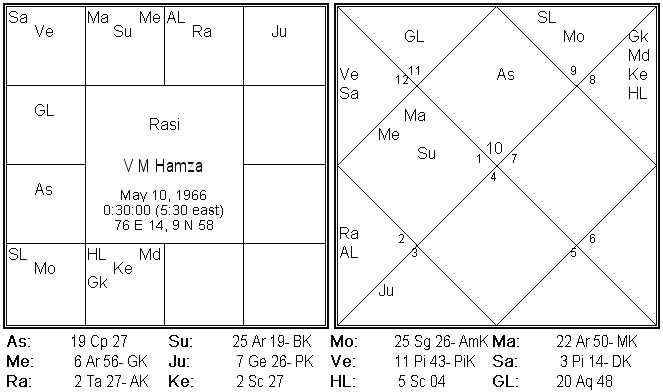 Sa
Ve
Ma
Me
Su
AL
Ra
Ju
GL
Rasi
V M Hamza
May 10, 1966
0:30:00 (5:30 east)
76 E 14, 9 N 58
As
SL
Mo
HL
Md
Ke
Gk
GL
SL
Mo
Gk
Md
Ke
HL
Ve
Sa
As
12
11
9
8
Ma
Me
Su
10
1
7
4
Ra
AL
2
3
6
5
Ju
As: 19 Cp 27 Su: 25 Ar 19- BK Mo: 25 Sg 26- AmK Ma: 22 Ar 50- MK
Me: 6 Ar 56- GK Ju: 7 Ge 26- PK Ve: 11 Pi 43- PiK Sa: 3 Pi 14- DK
Ra: 2 Ta 27- AK Ke: 2 Sc 27 HL: 5 Sc 04 GL: 20 Aq 48